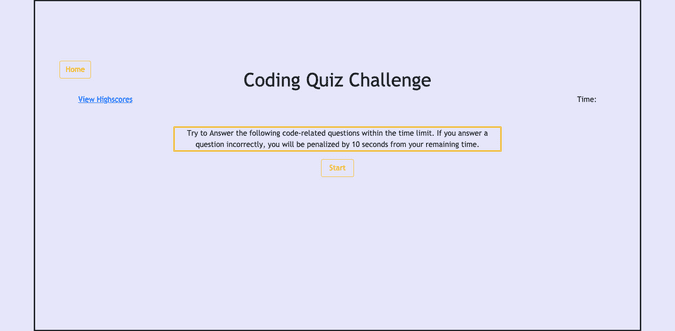 Home
Coding Quiz Challenge
View Highscores
Time:
Try to Answer the following code-related questions within the time limit. If you answer a
question incorrectly, you will be penalized by 10 seconds from your remaining time.
Start